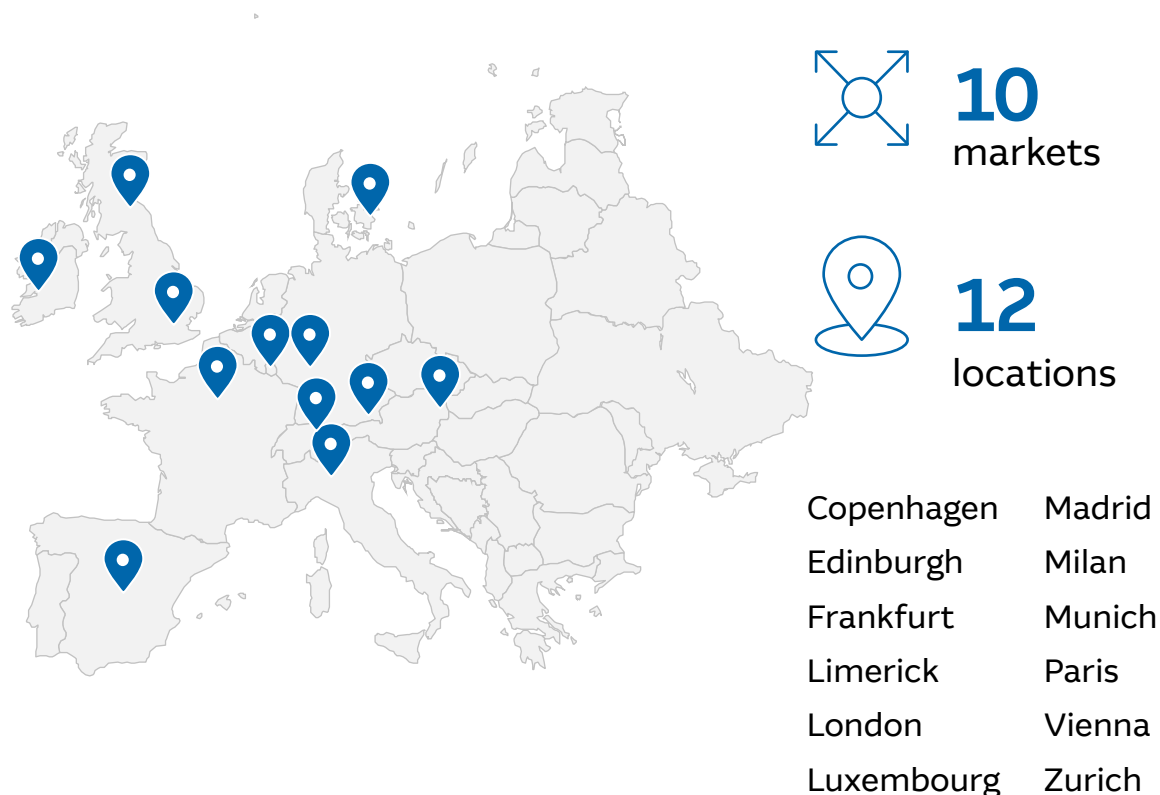 10
markets
12
locations
Copenhagen
Edinburgh
Frankfurt
Limerick
London
Luxembourg
Madrid
Milan
Munich
Paris
Vienna
Zurich